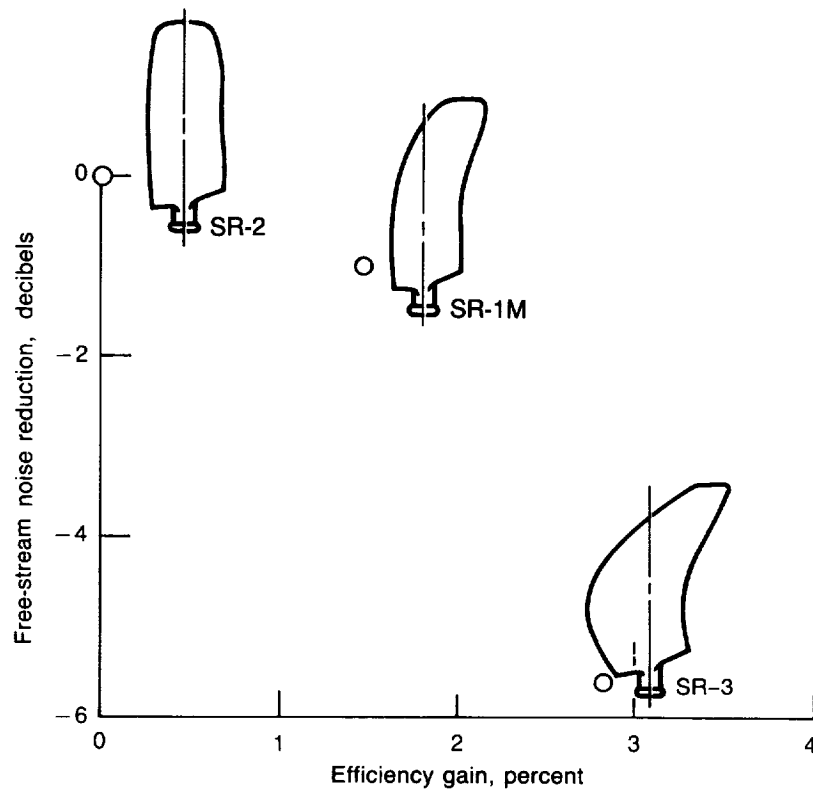 0
SR-2
SR-1M
−2
−4
SR–3
−6
0
1
2
3
4
Efficiency gain, percent
Free-stream noise reduction, decibels